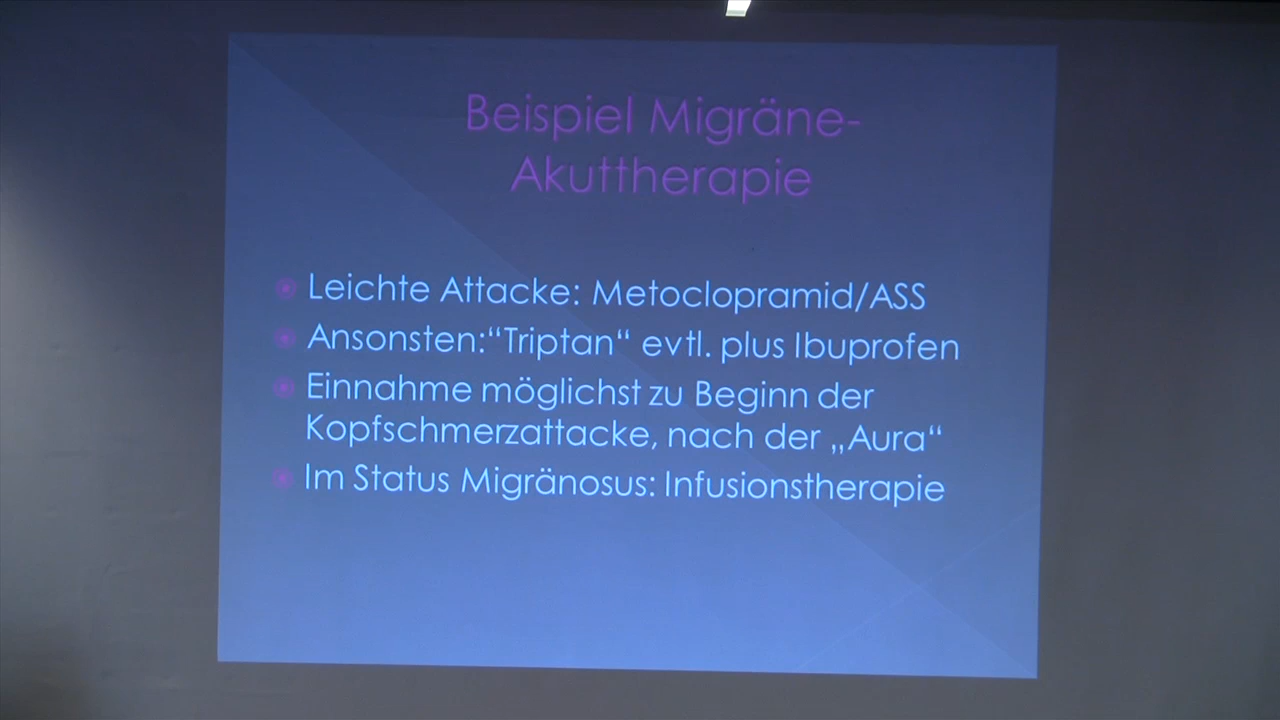 Beispiel Migräne-
Akuttherapie
Leichte Attacke: Metoclopramid/ASS
Ansonsten:“Triptan“ evtl. plus Ibuprofen
Einnahme möglichst zu Beginn der
Kopfschmerzattacke, nach der „Aura“
Im Status Migränosus: Infusionstherapie